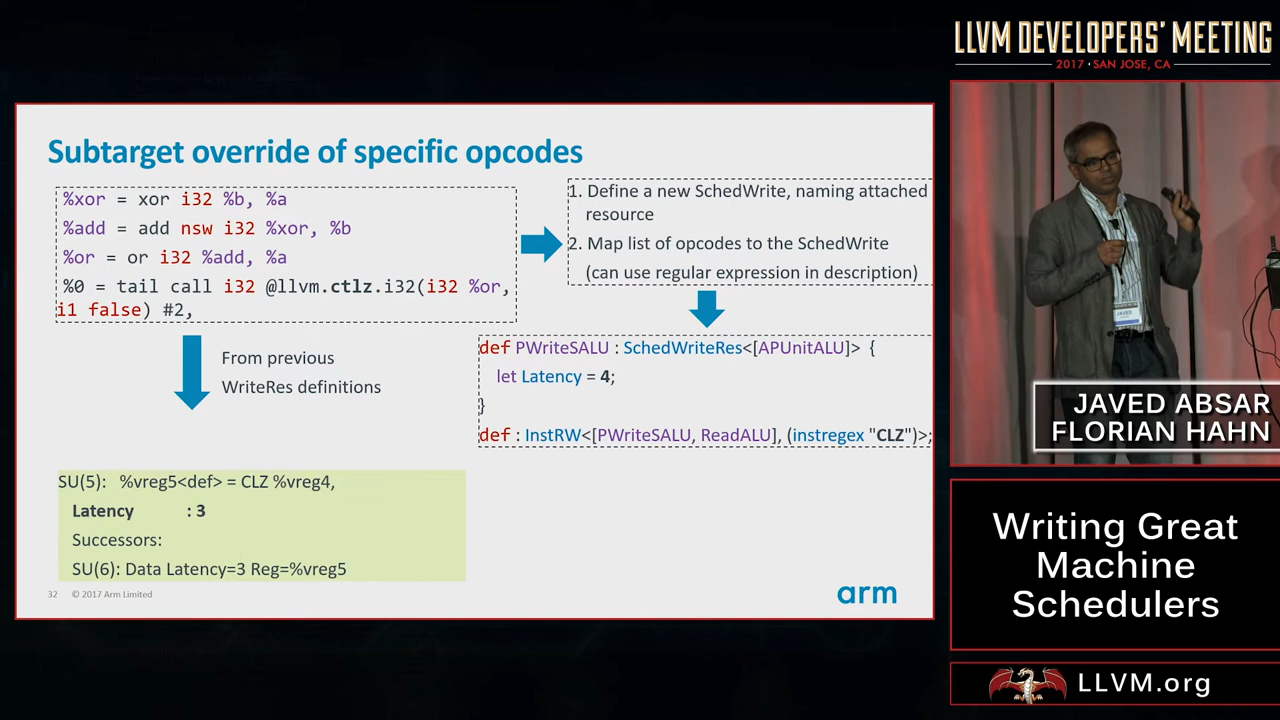 LLVM DEVELOPERS' MEETING
2017 • SAN JOSE, CA
Subtarget override of specific opcodes
%xor = xor i32 %b, %a
%add = add nsw i32 %xor, %b
%or = or i32 %add, %a
%0 = tail call i32 @llvm.ctlz.i32(i32 %or,
i1 false) #2,
1. Define a new SchedWrite, naming attached
resource
2. Map list of opcodes to the SchedWrite
(can use regular expression in description)
From previous
WriteRes definitions
def PWriteSALU : SchedWriteRes<[APUnitALU]> {
let Latency = 4;
}
def : InstRW<[PWriteSALU, ReadALU], (instregex "CLZ")>;
SU(5): %vreg5<def> = CLZ %vreg4,
Latency : 3
Successors:
SU(6): Data Latency=3 Reg=%vreg5
32 © 2017 Arm Limited
arm
JAVED
JAVED ABSAR
FLORIAN HAHN
Writing Great
Machine
Schedulers
LLVM.org